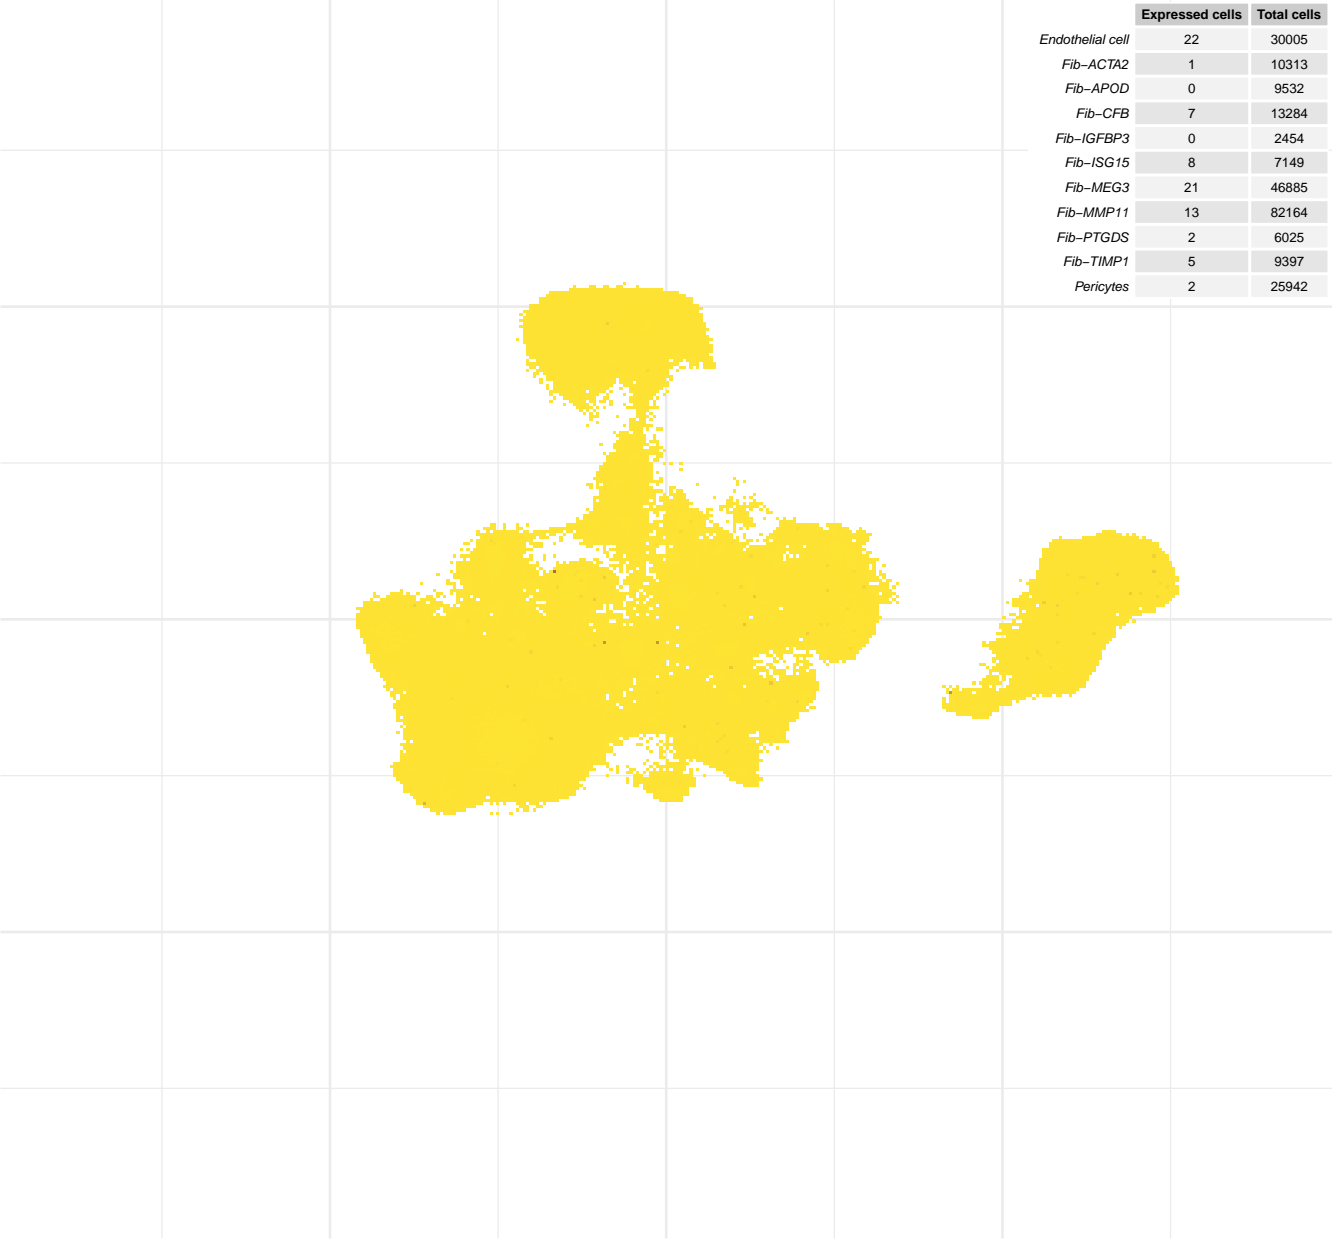 Expressed cells Total cells
Endothelial cell 22 30005
Fib−ACTA2 1 10313
Fib−APOD 0 9532
Fib−CFB 7 13284
Fib−IGFBP3 0 2454
Fib−ISG15 8 7149
Fib−MEG3 21 46885
Fib−MMP11 13 82164
Fib−PTGDS 2 6025
Fib−TIMP1 5 9397
Pericytes 2 25942